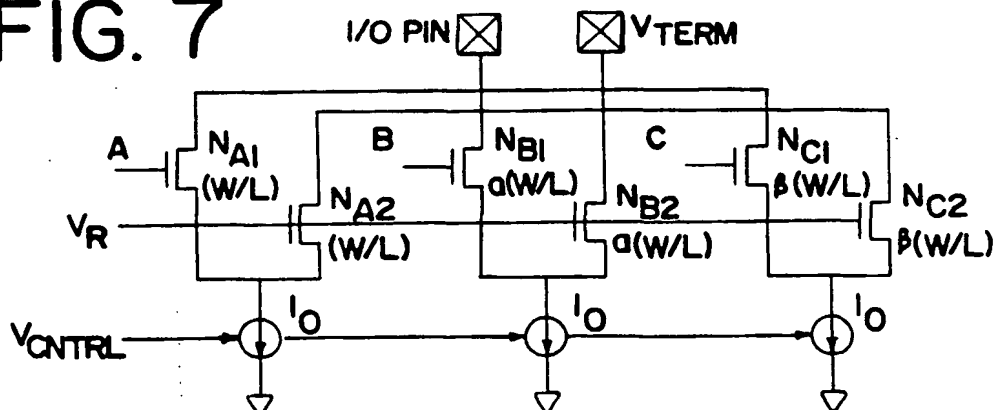 FIG. 7
I/O PIN
VTERM
A
NA1
(W/L)
B
NB1
α(W/L)
C
NC1
β(W/L)
VR
NA2
(W/L)
NB2
α(W/L)
NC2
β(W/L)
VCNTRL
IO
IO
IO